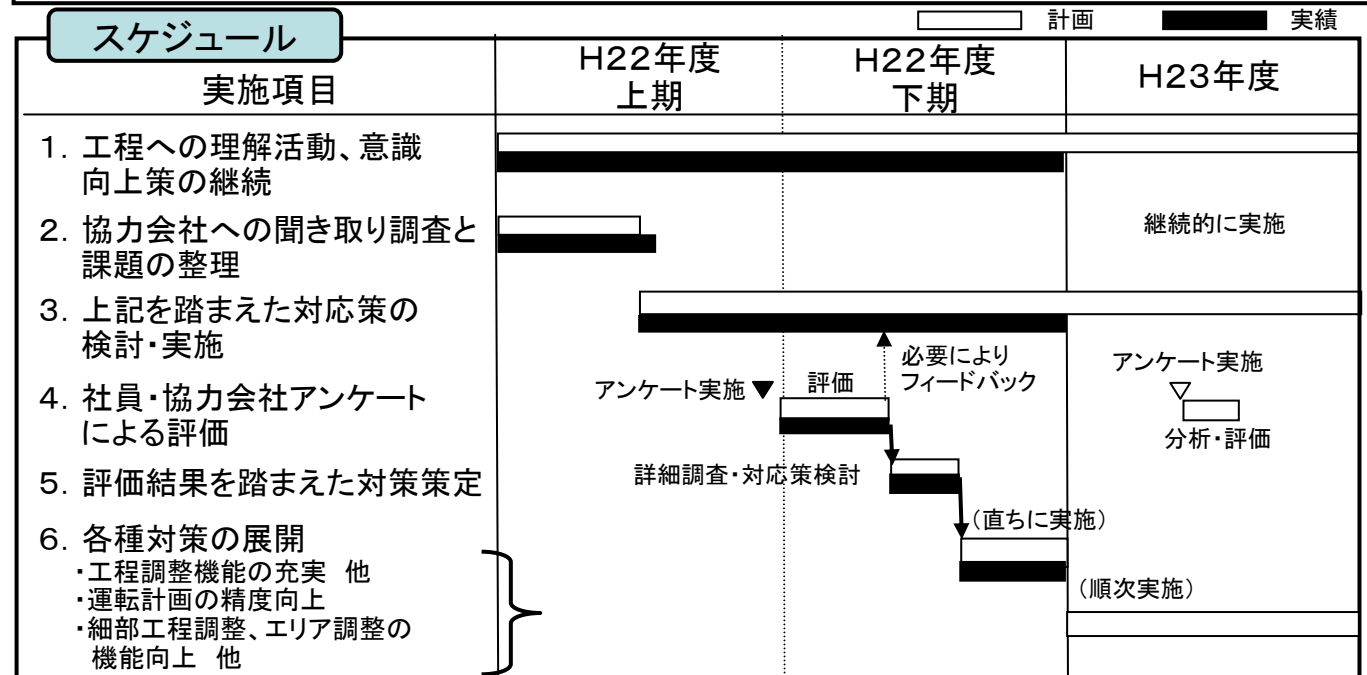 計画
実績
スケジュール
実施項目
H22年度
上期
H22年度
下期
H23年度
1．工程への理解活動、意識
向上策の継続
2．協力会社への聞き取り調査と
課題の整理
継続的に実施
3．上記を踏まえた対応策の
検討・実施
必要により
フィードバック
アンケート実施
アンケート実施 ▼
評価
4．社員・協力会社アンケート
による評価
▽
分析・評価
5．評価結果を踏まえた対策策定
詳細調査・対応策検討
（直ちに実施）
6．各種対策の展開
・工程調整機能の充実 他
・運転計画の精度向上
・細部工程調整、エリア調整の
機能向上 他
（順次実施）